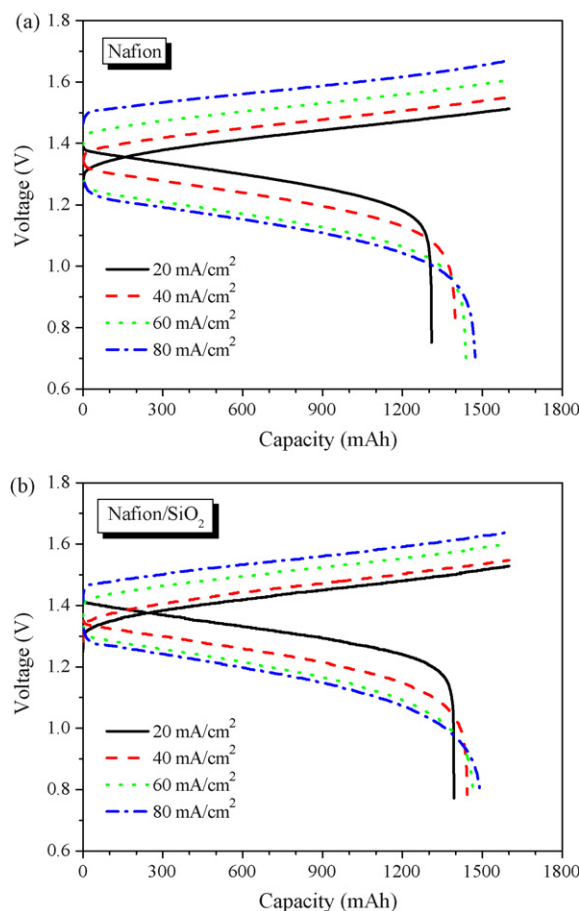 (a)
Nafion
Voltage (V)
1.8
1.6
1.4
1.2
1.0
0.8
0.6
20 mA/cm²
40 mA/cm²
60 mA/cm²
80 mA/cm²
0 300 600 900 1200 1500 1800
Capacity (mAh)
(b)
Nafion/SiO₂
Voltage (V)
1.8
1.6
1.4
1.2
1.0
0.8
0.6
20 mA/cm²
40 mA/cm²
60 mA/cm²
80 mA/cm²
0 300 600 900 1200 1500 1800
Capacity (mAh)